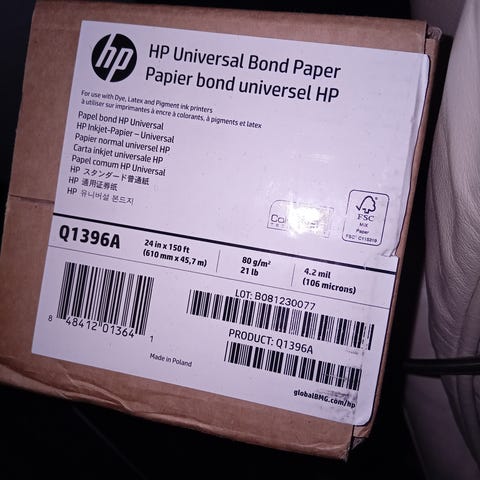 hp
HP Universal Bond Paper
Papier bond universel HP
For use with Dye, Latex and Pigment ink printers
à utiliser sur imprimantes à encre à colorants, à pigments et latex
Papel bond HP Universal
HP Inkjet-Papier – Universal
Papier normal universel HP
Carta inkjet universale HP
Papel comum HP Universal
HP スタンダード普通紙
HP 通用证券纸
HP 유니버설 본드지
FSC
MIX
Paper
FSC® C115319
Q1396A
24 in x 150 ft
(610 mm x 45,7 m)
80 g/m²
21 lb
4.2 mil
(106 microns)
LOT: B081230077
8 48412 01364 1
PRODUCT: Q1396A
Made in Poland
globalBMG.com/hp